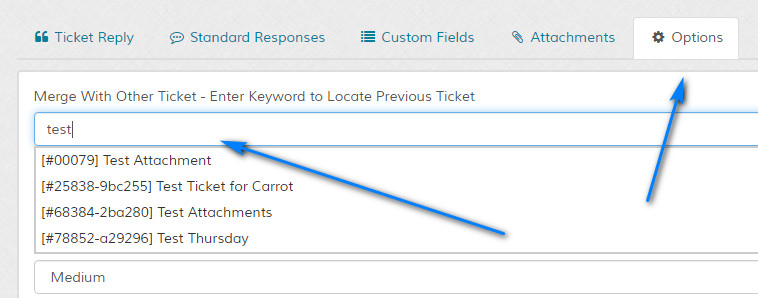 Ticket Reply Standard Responses Custom Fields Attachments Options
Merge With Other Ticket - Enter Keyword to Locate Previous Ticket
test
[#00079] Test Attachment
[#25838-9bc255] Test Ticket for Carrot
[#68384-2ba280] Test Attachments
[#78852-a29296] Test Thursday
Medium